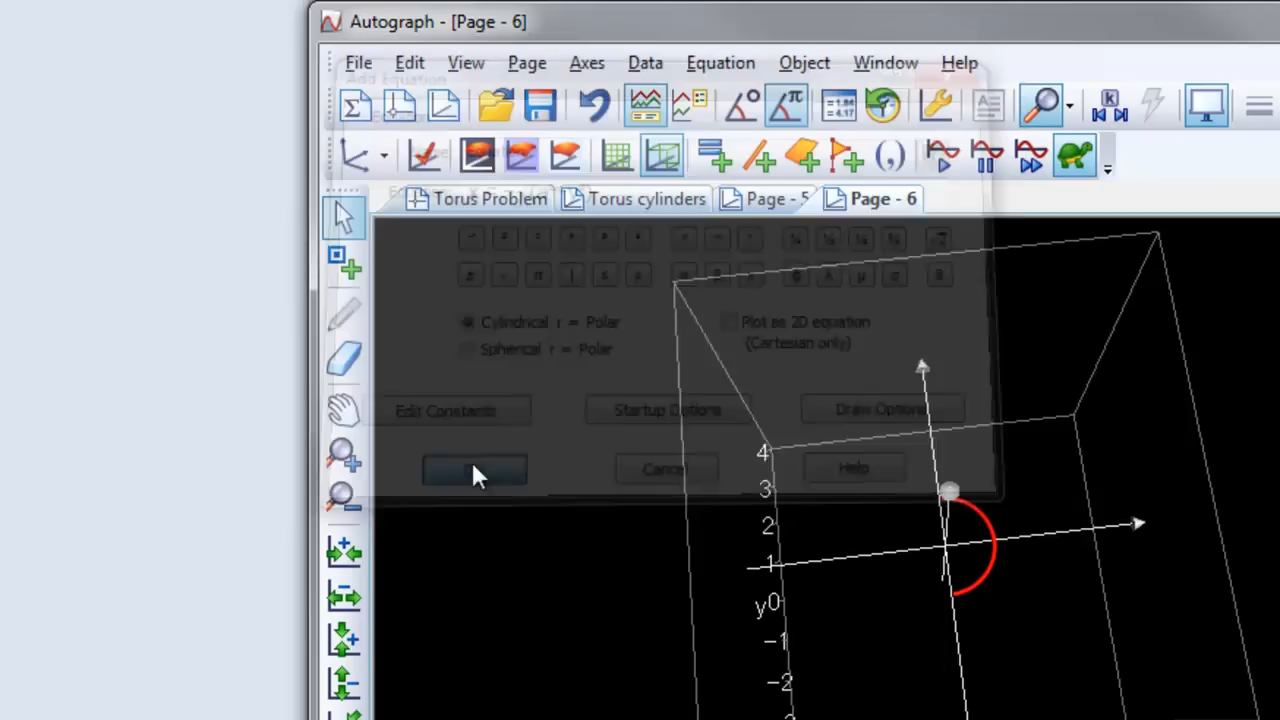 Autograph - [Page - 6]
File Edit View Page Axes Data Equation Object Window Help
Add Equation
Torus Problem Torus cylinders Page - 5 Page - 6
Cylindrical r = Polar
Plot as 2D equation
Spherical r = Polar
(Cartesian only)
Edit Constants Startup Options Draw Options
Cancel Help
4
3
2
1
y0
−1
−2